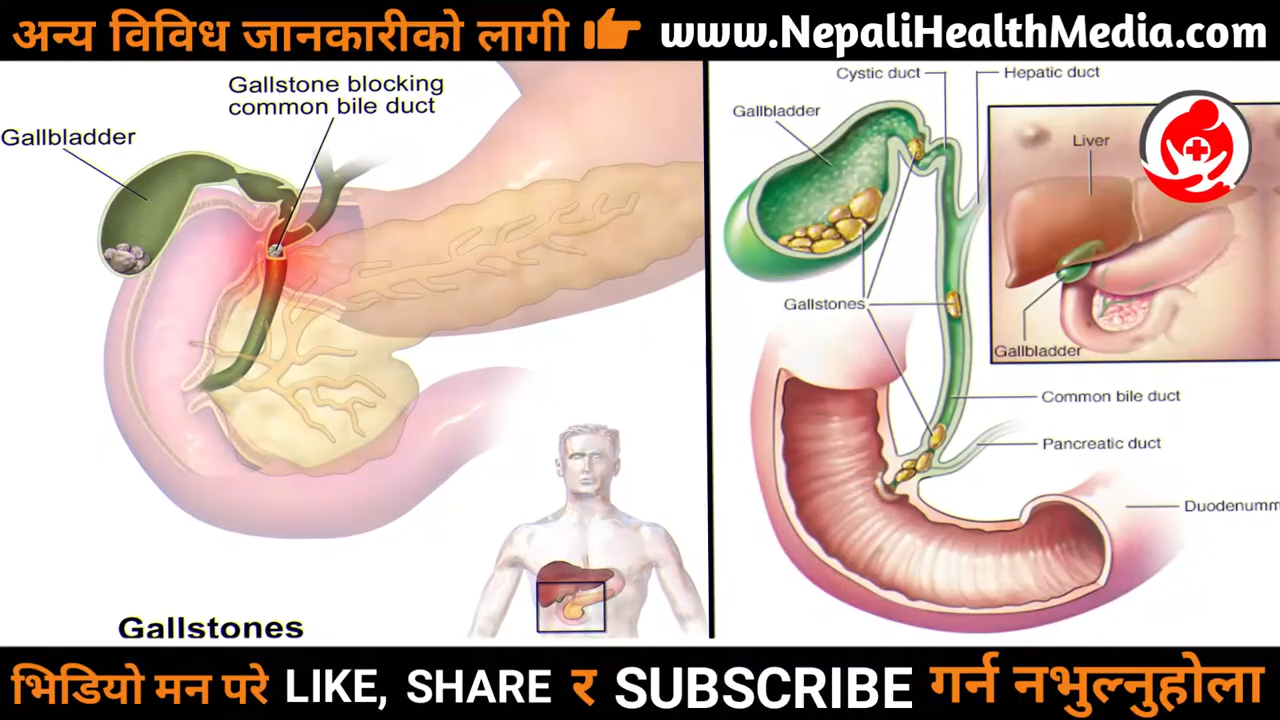 अन्य विविध जानकारीको लागी www.NepaliHealthMedia.com
Gallstone blocking
common bile duct
Gallbladder
Gallstones
Cystic duct
Hepatic duct
Gallbladder
Liver
Gallstones
Gallbladder
Common bile duct
Pancreatic duct
Duodenumm
भिडियो मन परे LIKE, SHARE र SUBSCRIBE गर्न नभुल्नुहोला